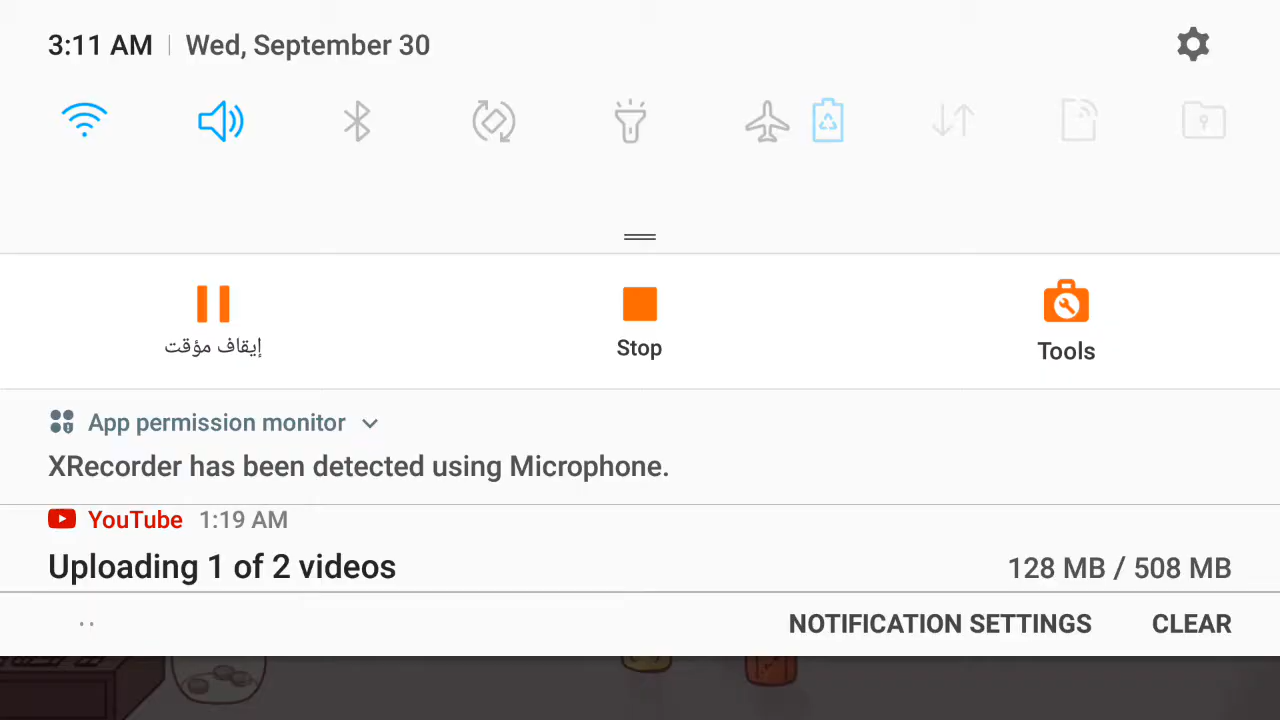 3:11 AM | Wed, September 30
إيقاف مؤقت
Stop
Tools
App permission monitor
XRecorder has been detected using Microphone.
YouTube 1:19 AM
Uploading 1 of 2 videos 128 MB / 508 MB
NOTIFICATION SETTINGS CLEAR